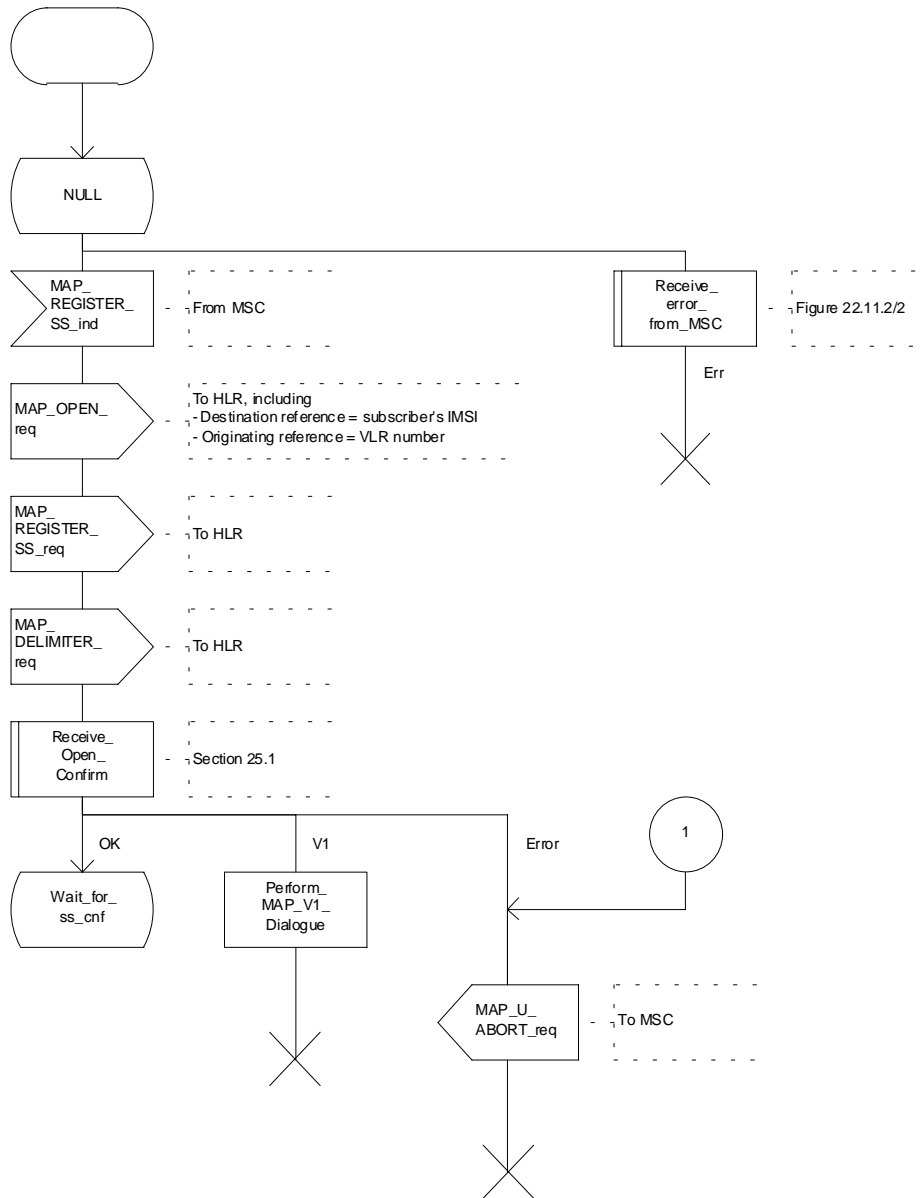 NULL
MAP_
REGISTER_
SS_ind
From MSC
Receive_
error_
from_MSC
Figure 22.11.2/2
Err
MAP_OPEN_
req
To HLR, including
- Destination reference = subscriber's IMSI
- Originating reference = VLR number
MAP_
REGISTER_
SS_req
To HLR
MAP_
DELIMITER_
req
To HLR
Receive_
Open_
Confirm
Section 25.1
OK
V1
Error
1
Wait_for_
ss_cnf
Perform_
MAP_V1_
Dialogue
MAP_U_
ABORT_req
To MSC